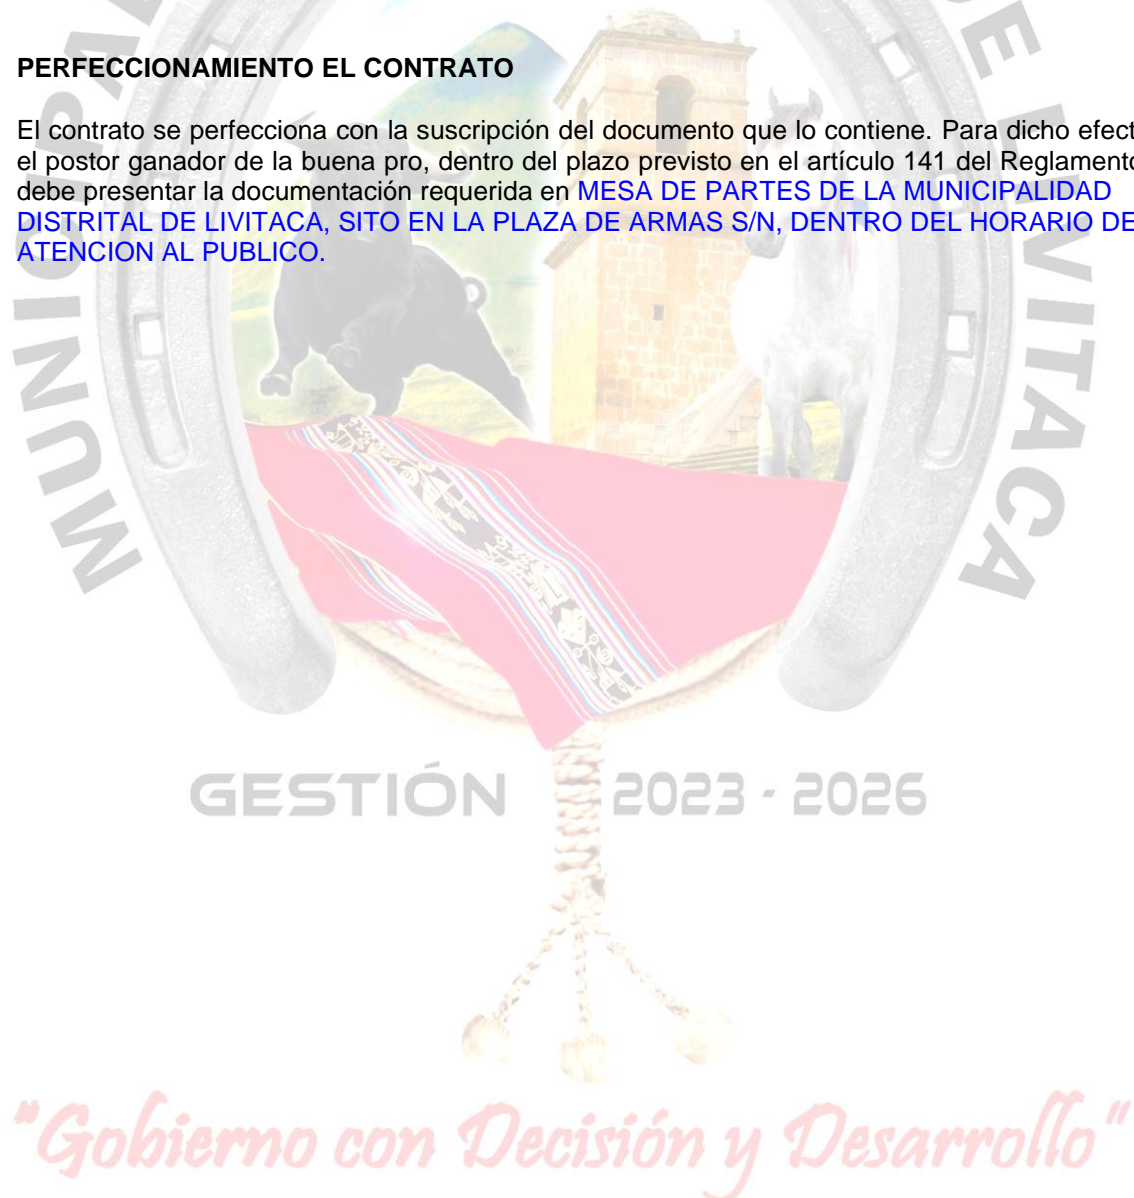 PERFECCIONAMIENTO EL CONTRATO
El contrato se perfecciona con la suscripción del documento que lo contiene. Para dicho efect
el postor ganador de la buena pro, dentro del plazo previsto en el artículo 141 del Reglamento
debe presentar la documentación requerida en MESA DE PARTES DE LA MUNICIPALIDAD
DISTRITAL DE LIVITACA, SITO EN LA PLAZA DE ARMAS S/N, DENTRO DEL HORARIO DE
ATENCION AL PUBLICO.
MUNICIPAL
DE LIVITACA
GESTIÓN 2023 - 2026
"Gobierno con Decisión y Desarrollo"